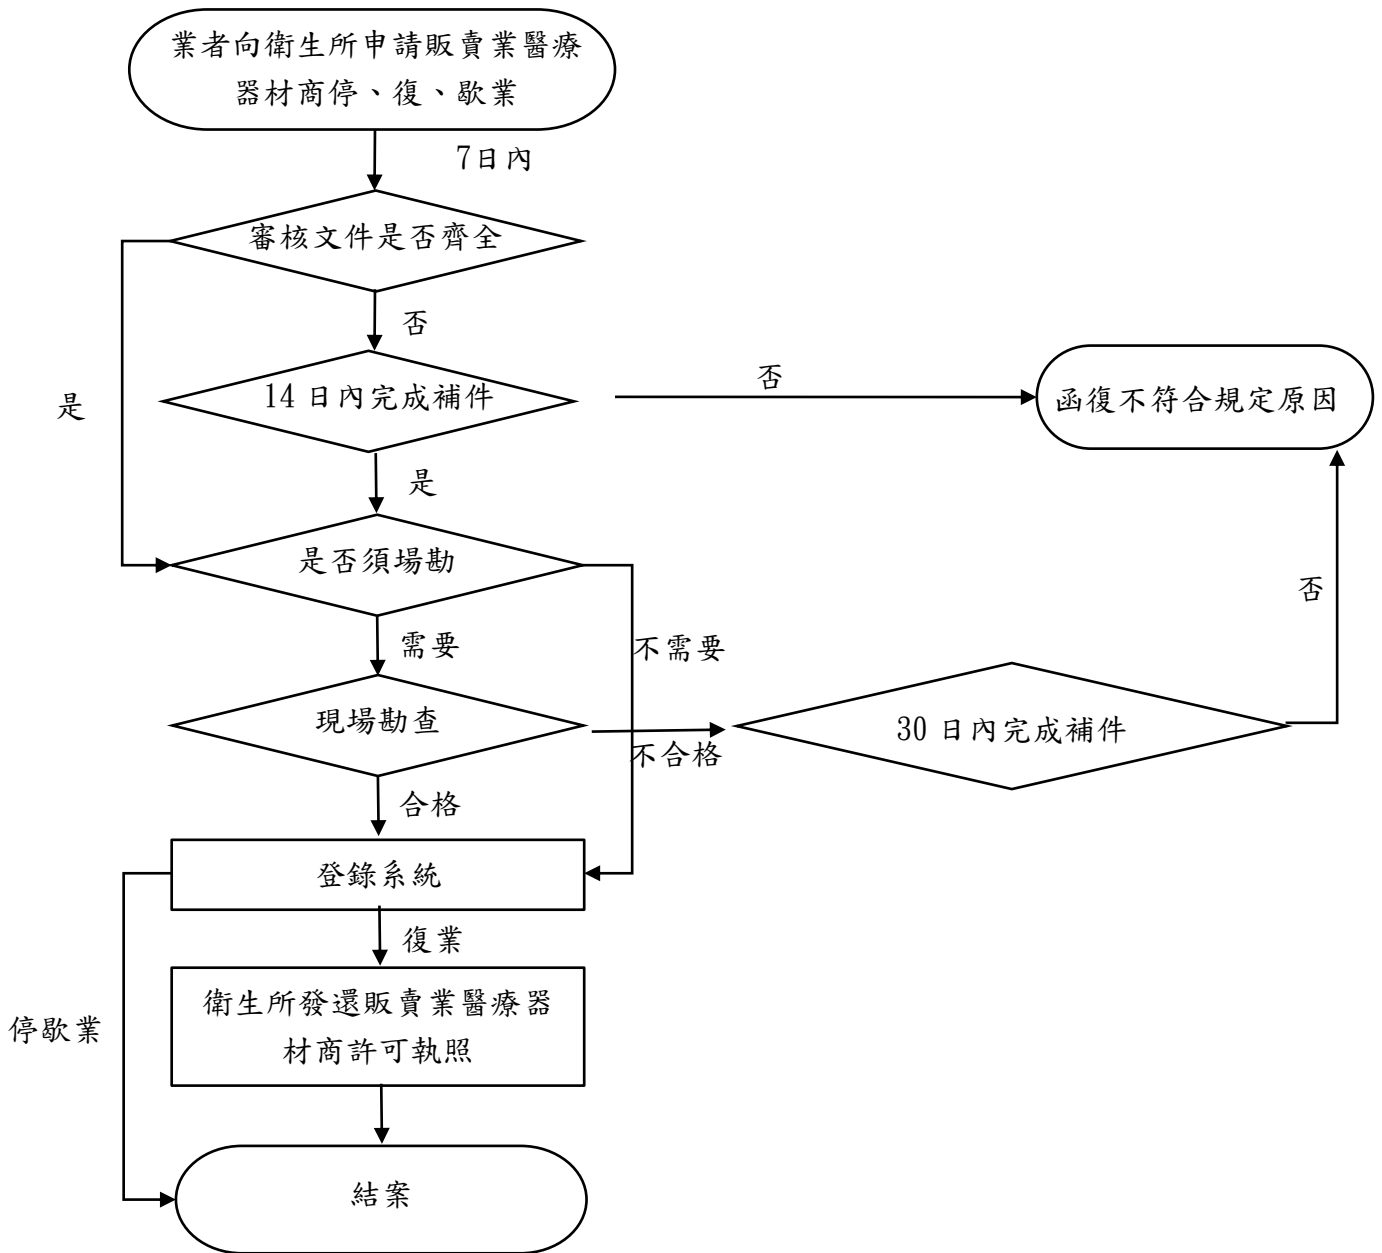 業者向衛生所申請販賣業醫療
器材商停、復、歇業
7日內
審核文件是否齊全
否
是
14 日內完成補件
否
函復不符合規定原因
是
是否須場勘
否
需要
不需要
現場勘查
不合格
30 日內完成補件
合格
登錄系統
復業
衛生所發還販賣業醫療器
材商許可執照
停歇業
結案